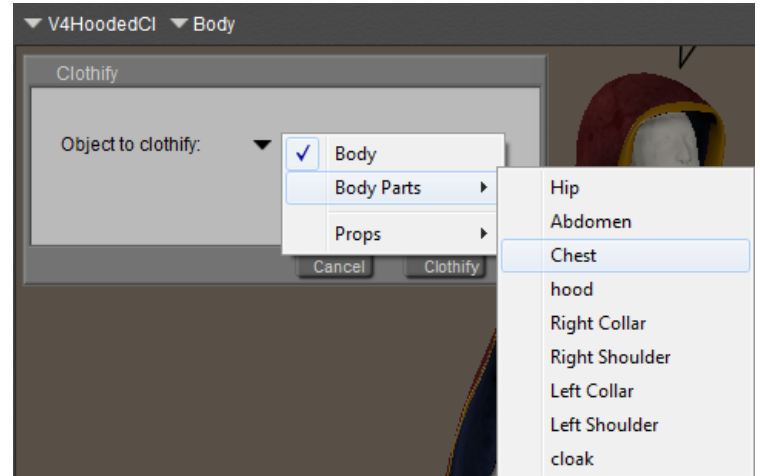 V4HoodedCl Body
Clothify
Object to clothify:
Body
Body Parts
Props
Cancel Clothify
Hip
Abdomen
Chest
hood
Right Collar
Right Shoulder
Left Collar
Left Shoulder
cloak